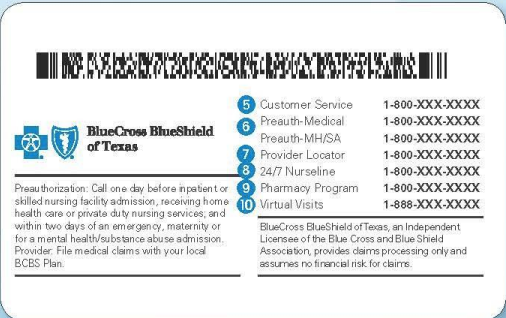 5 Customer Service 1-800-XXX-XXXX
6 Preauth-Medical 1-800-XXX-XXXX
Preauth-MH/SA 1-800-XXX-XXXX
7 Provider Locator 1-800-XXX-XXXX
8 24/7 Nurseline 1-800-XXX-XXXX
9 Pharmacy Program 1-800-XXX-XXXX
10 Virtual Visits 1-888-XXX-XXXX
BlueCross BlueShield
of Texas
Preauthorization: Call one day before inpatient or
skilled nursing facility admission, receiving home
health care or private duty nursing services; and
within two days of an emergency, maternity or
for a mental health/substance abuse admission.
Provider: File medical claims with your local
BCBS Plan.
BlueCross BlueShield of Texas, an Independent
Licensee of the Blue Cross and Blue Shield
Association, provides claims processing only and
assumes no financial risk for claims.